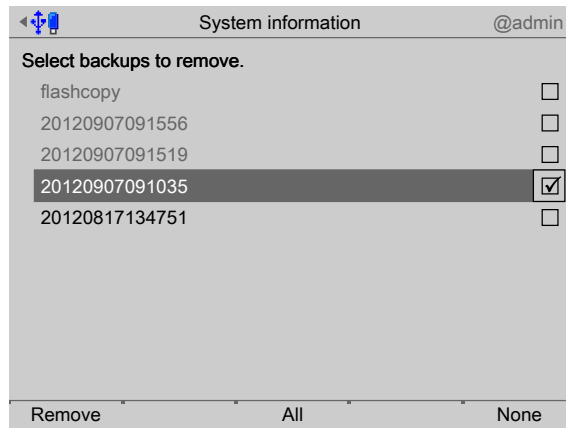 System information @admin
Select backups to remove.
flashcopy
20120907091556
20120907091519
20120907091035
20120817134751
Remove All None